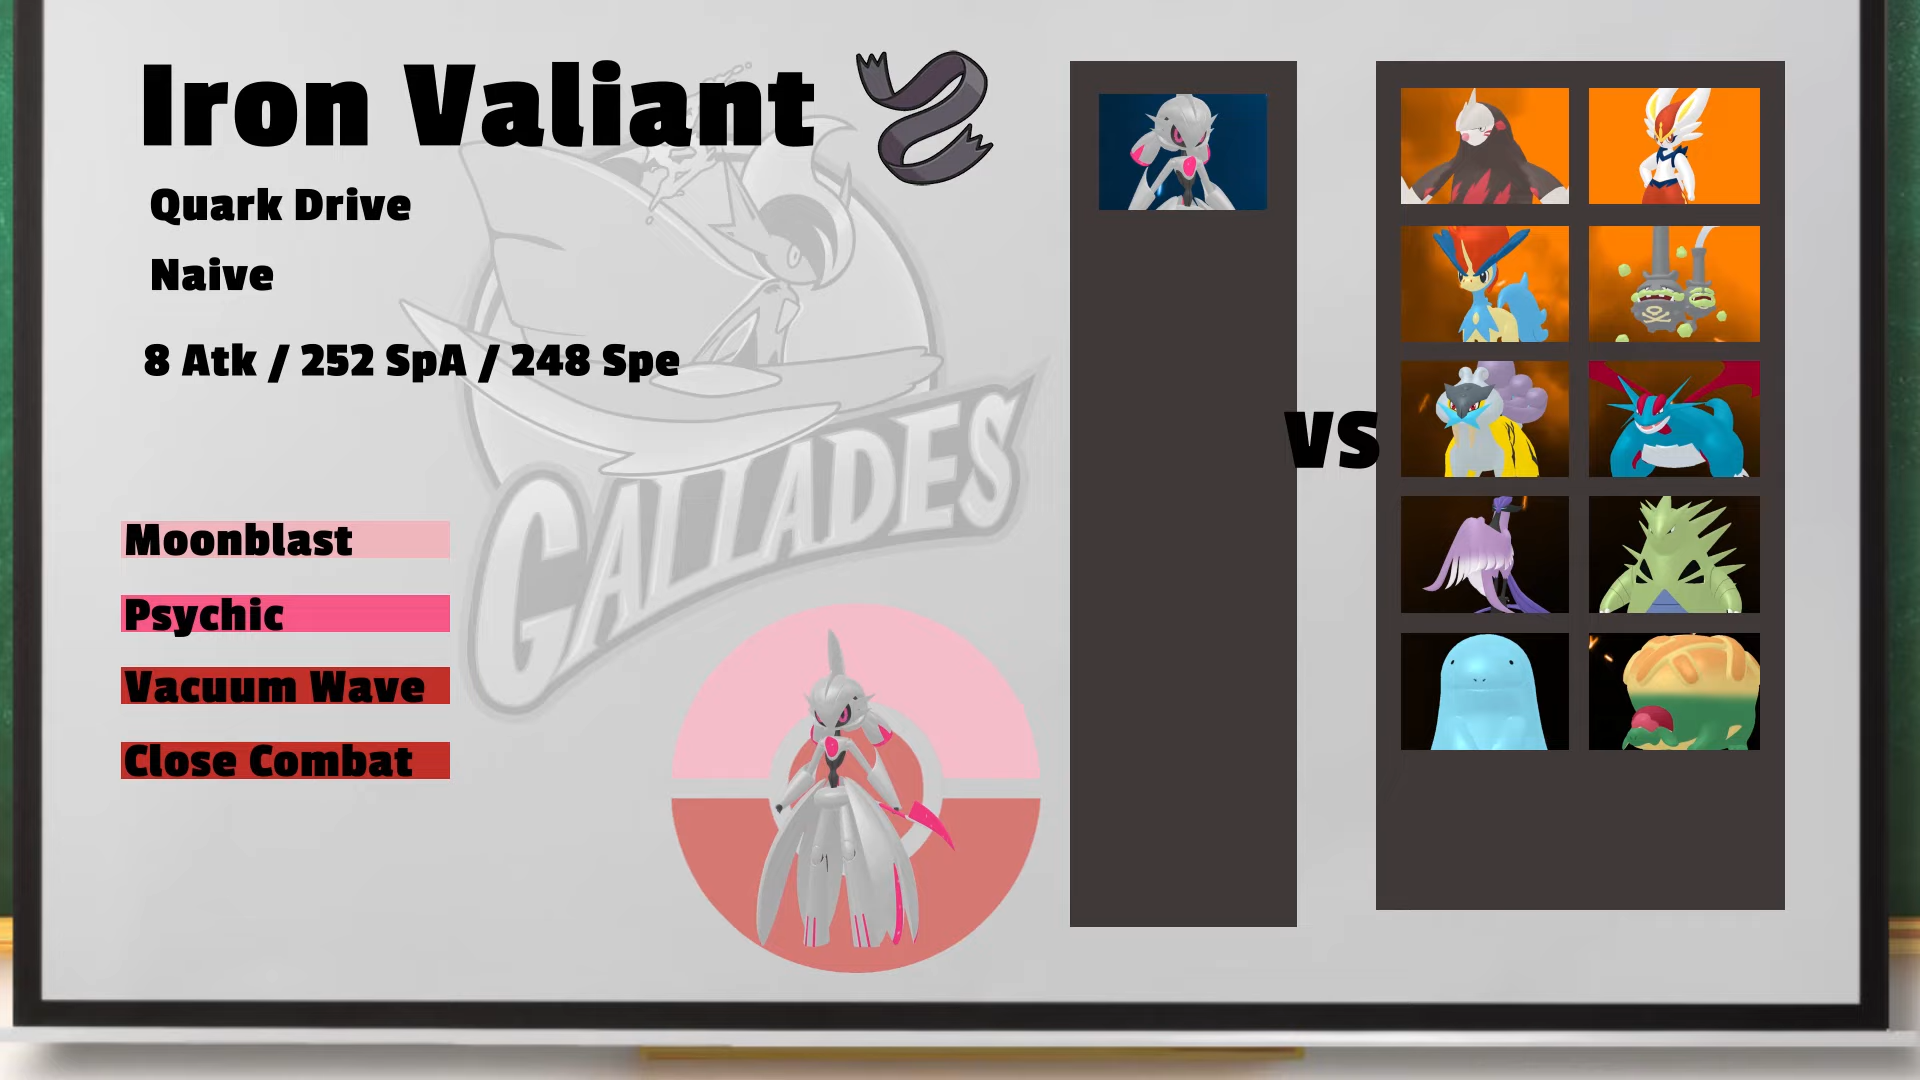 Iron Valiant
Quark Drive
Naive
8 Atk / 252 SpA / 248 Spe
GALLADES
Moonblast
Psychic
Vacuum Wave
Close Combat
VS